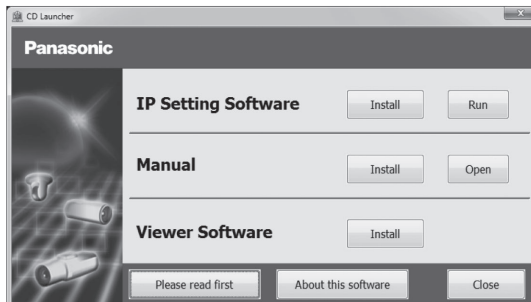 CD Launcher
Panasonic
IP Setting Software Install Run
Manual Install Open
Viewer Software Install
Please read first About this software Close